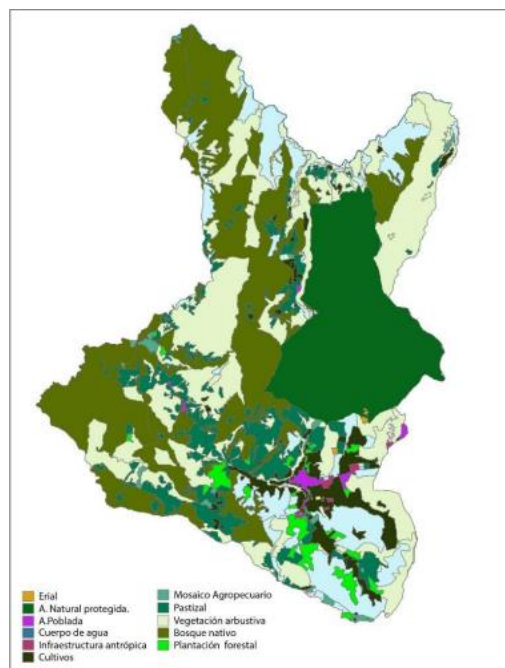 Erial
A. Natural protegida.
A.Poblada
Cuerpo de agua
Infraestructura antrópica
Cultivos
Mosaico Agropecuario
Pastizal
Vegetación arbustiva
Bosque nativo
Plantación forestal